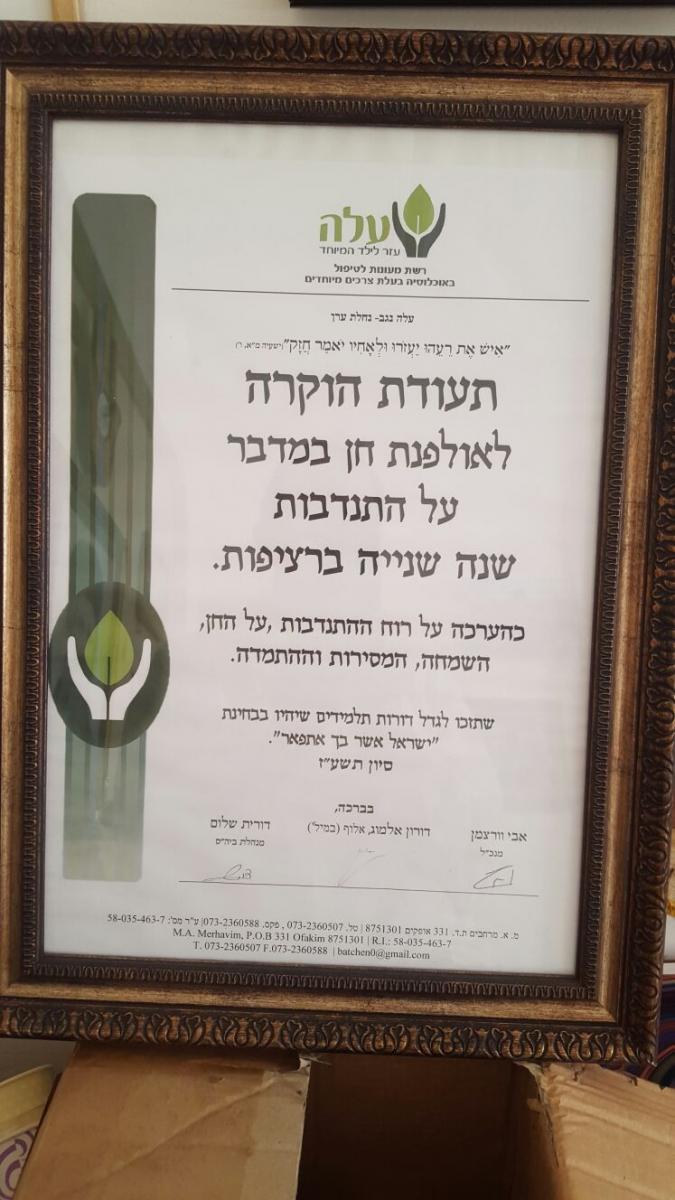 עלה
עזר לילד המיוחד
רשת מעונות לטיפול
באוכלוסיה בעלת צרכים מיוחדים
עלה נגב- נחלת ערן
"אִישׁ אֶת רֵעֵהוּ יַעְזֹרוּ וּלְאָחִיו יֹאמַר חֲזָק" (ישעיה מ"א, ו')
תעודת הוקרה
לאולפנת חן במדבר
על התנדבות
שנה שנייה ברציפות.
בהערכה על רוח ההתנדבות ,על החן,
השמחה, המסירות וההתמדה.
שתזכו לגדל דורות תלמידים שיהיו בבחינת
"ישראל אשר בך אתפאר".
סיון תשע"ז
בברכה,
אבי וורצמן דורון אלמוג, אלוף (במיל') דורית שלום
מנכ"ל מנהלת ביה"ס
מ. א. מרחבים ת.ד. 331 אופקים 8751301 | טל. 073-2360507 , פקס. 073-2360588| ע"ר מס': 58-035-463-7
M.A. Merhavim, P.O.B 331 Ofakim 8751301 | R.I.: 58-035-463-7
T. 073-2360507 F.073-2360588 | batchen0@gmail.com